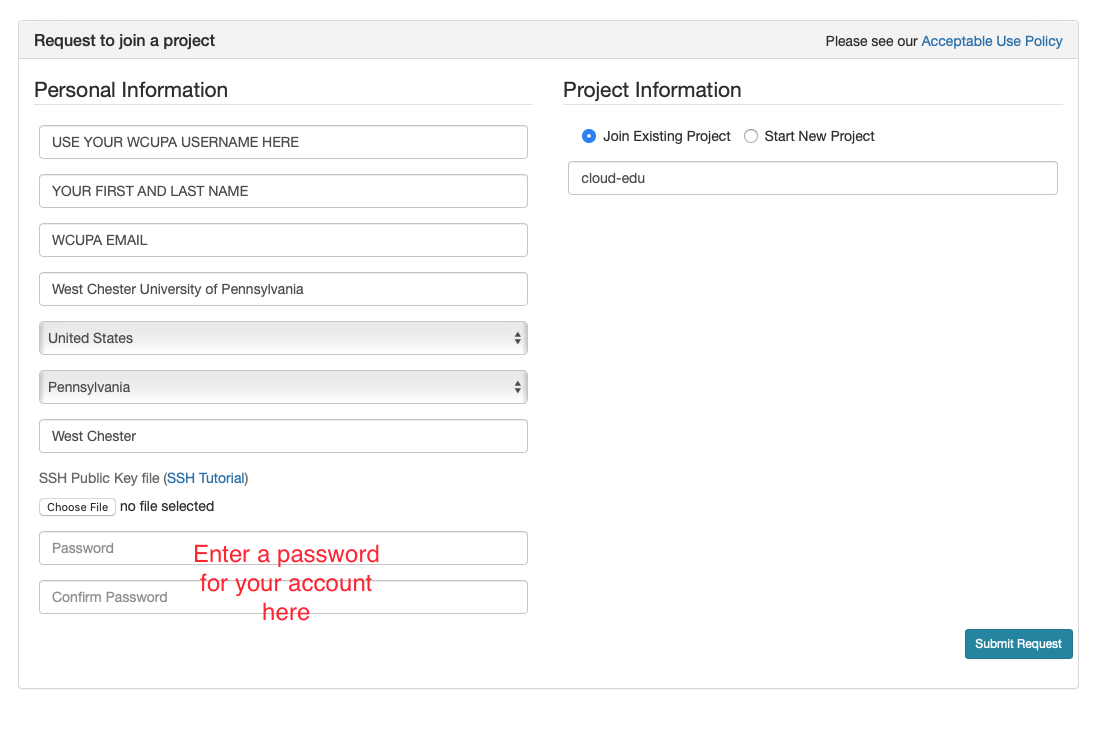 Request to join a project
Please see our Acceptable Use Policy
Personal Information
USE YOUR WCUPA USERNAME HERE
YOUR FIRST AND LAST NAME
WCUPA EMAIL
West Chester University of Pennsylvania
United States
Pennsylvania
West Chester
SSH Public Key file (SSH Tutorial)
Choose File no file selected
Password
Confirm Password
Enter a password
for your account
here
Project Information
Join Existing Project Start New Project
cloud-edu
Submit Request